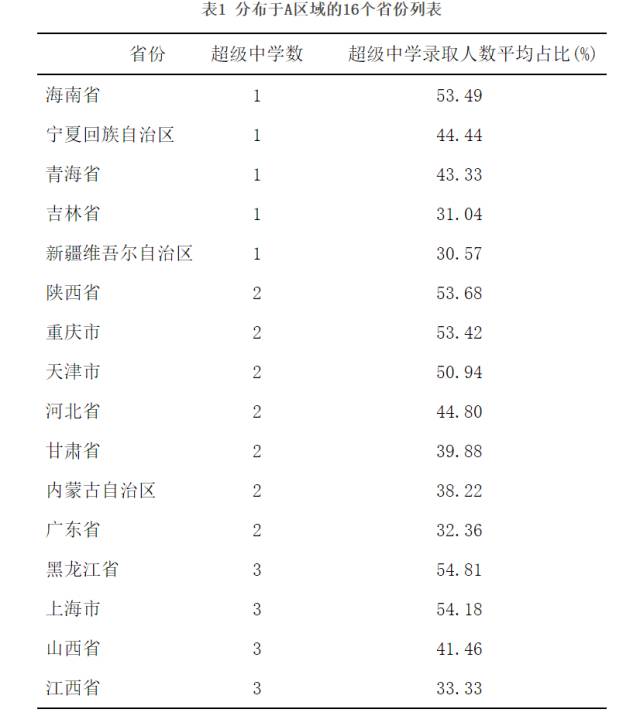 表1 分布于A区域的16个省份列表
省份 超级中学数 超级中学录取人数平均占比(%)
海南省 1 53.49
宁夏回族自治区 1 44.44
青海省 1 43.33
吉林省 1 31.04
新疆维吾尔自治区 1 30.57
陕西省 2 53.68
重庆市 2 53.42
天津市 2 50.94
河北省 2 44.80
甘肃省 2 39.88
内蒙古自治区 2 38.22
广东省 2 32.36
黑龙江省 3 54.81
上海市 3 54.18
山西省 3 41.46
江西省 3 33.33